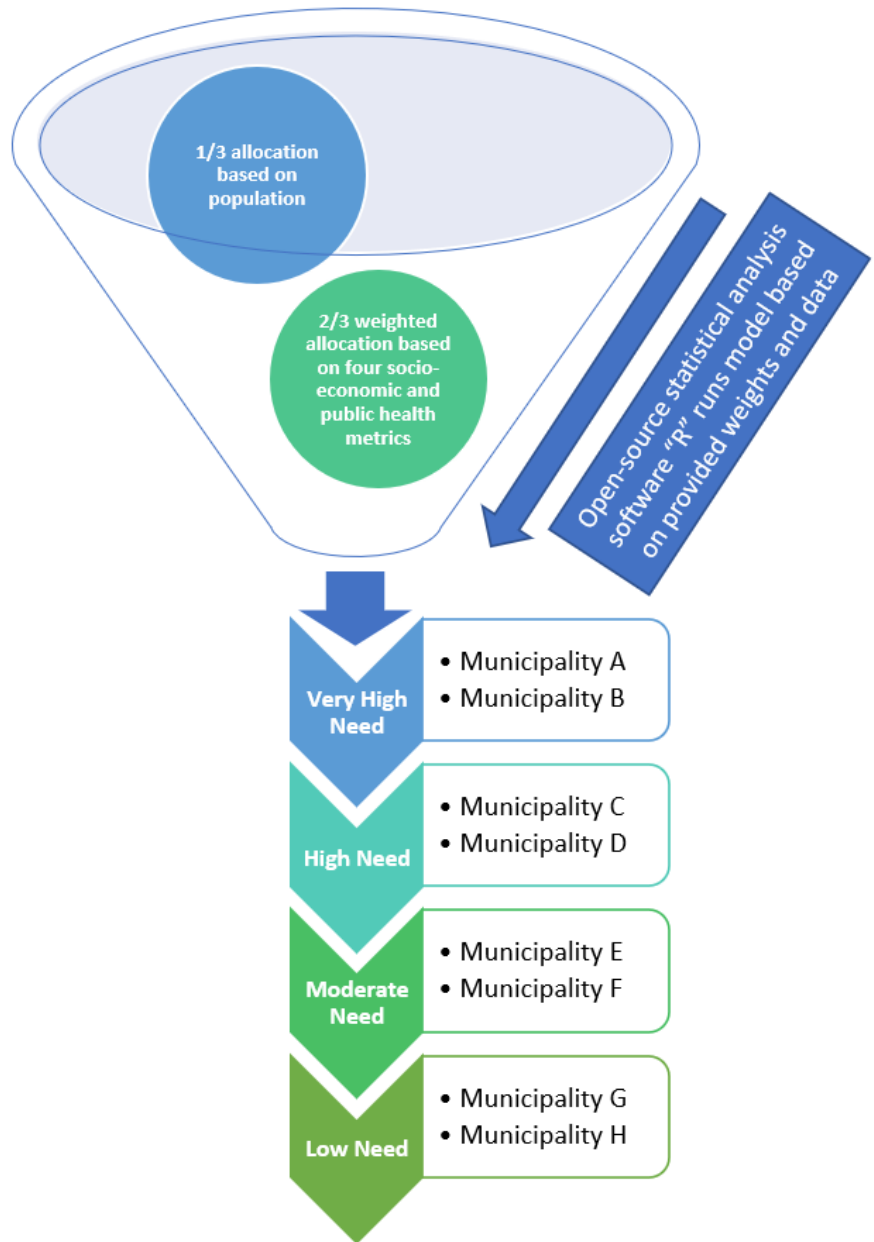 1/3 allocation
based on
population
2/3 weighted
allocation based
on four socio-
economic and
public health
metrics
Open-source statistical analysis
software “R” runs model based
on provided weights and data
Very High
Need
• Municipality A
• Municipality B
High Need
• Municipality C
• Municipality D
Moderate
Need
• Municipality E
• Municipality F
Low Need
• Municipality G
• Municipality H